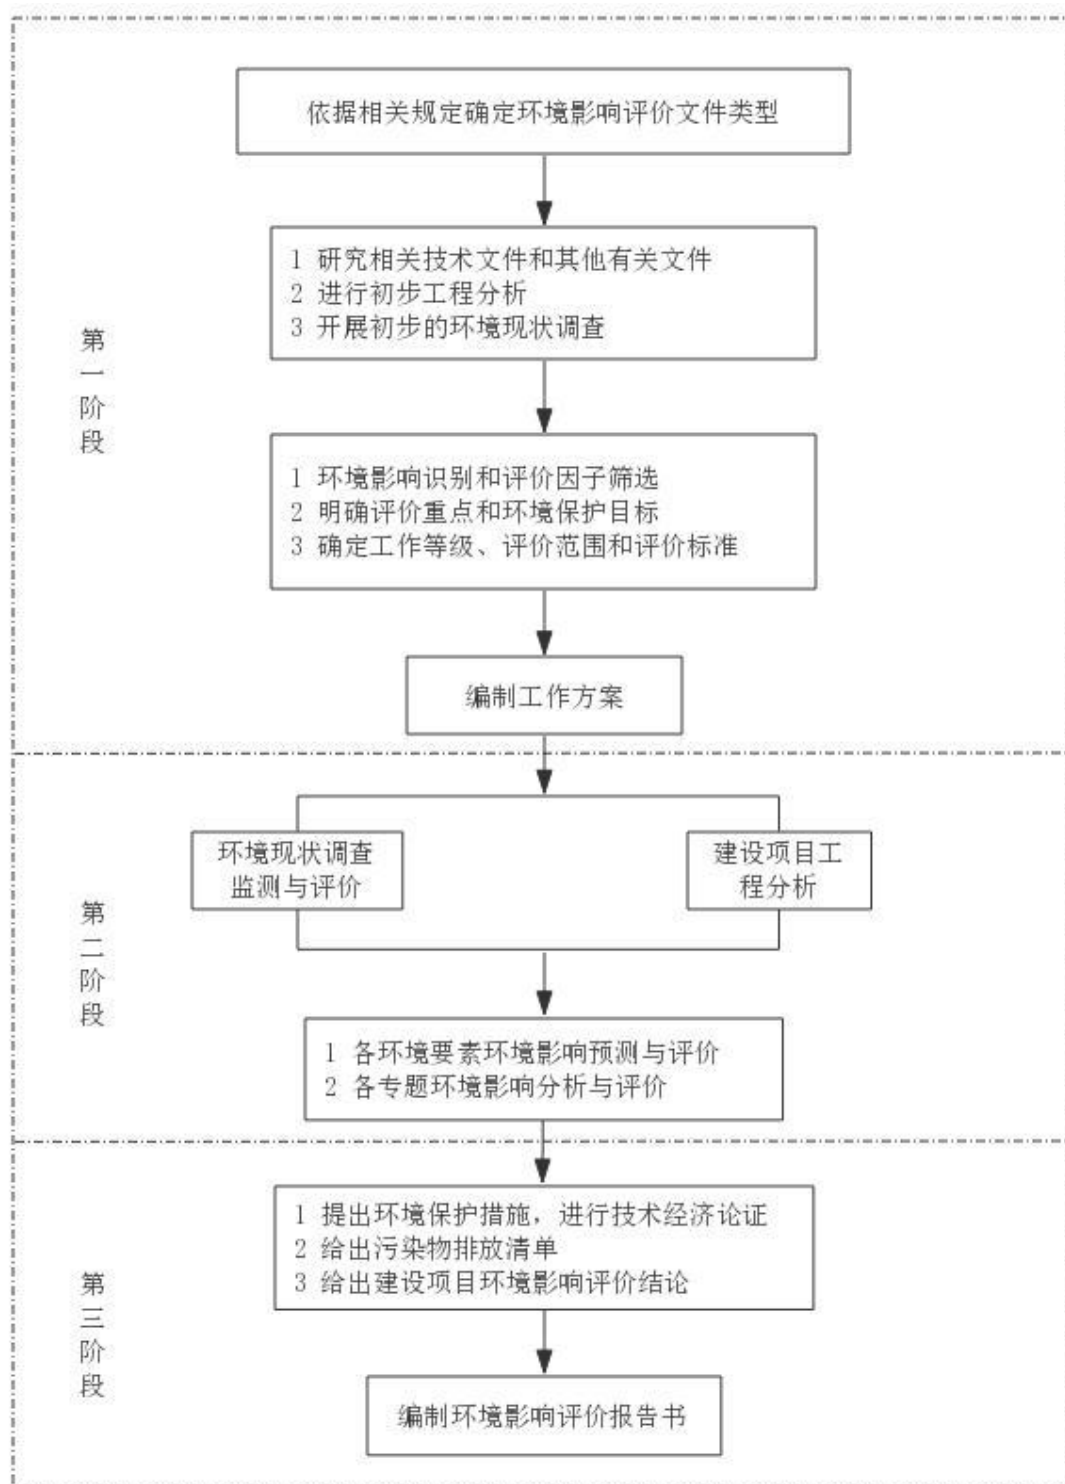 依据相关规定确定环境影响评价文件类型
1 研究相关技术文件和其他有关文件
2 进行初步工程分析
3 开展初步的环境现状调查
第一阶段
1 环境影响识别和评价因子筛选
2 明确评价重点和环境保护目标
3 确定工作等级、评价范围和评价标准
编制工作方案
环境现状调查
监测与评价
建设项目工
程分析
第二阶段
1 各环境要素环境影响预测与评价
2 各专题环境影响分析与评价
1 提出环境保护措施，进行技术经济论证
2 给出污染物排放清单
3 给出建设项目环境影响评价结论
第三阶段
编制环境影响评价报告书